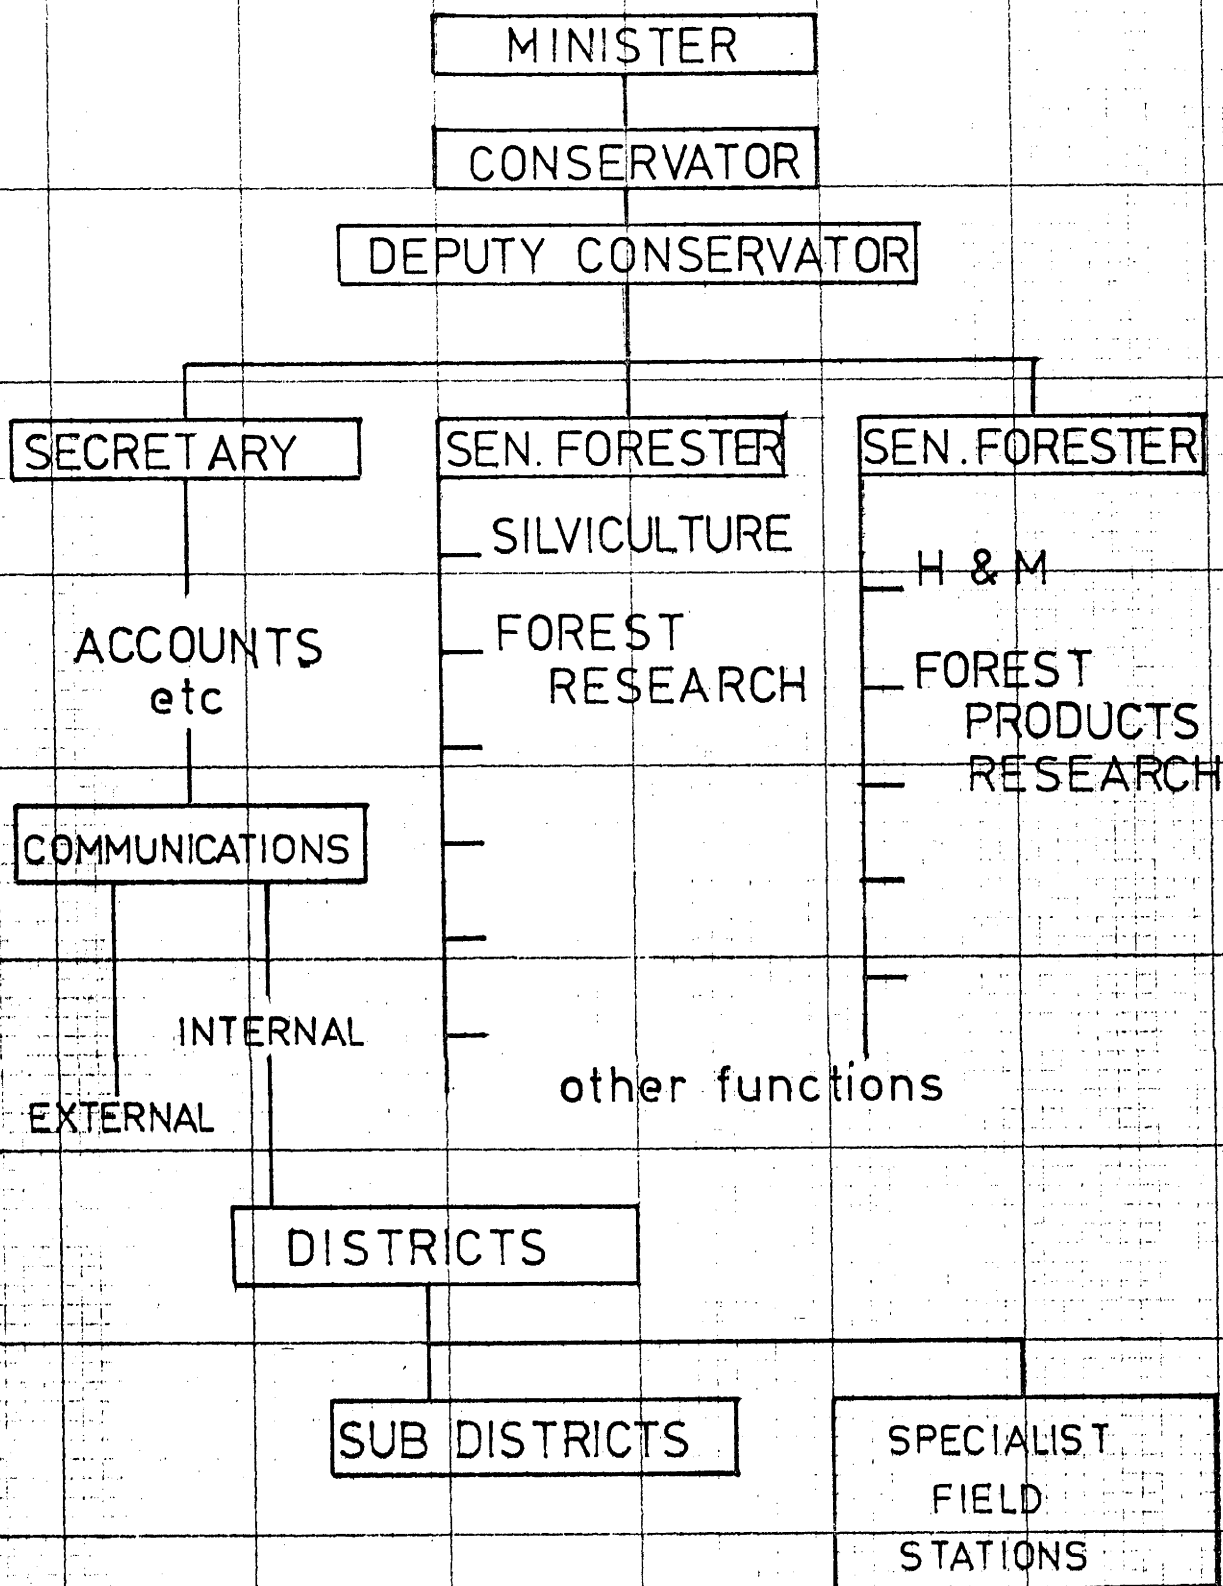 MINISTER
CONSERVATOR
DEPUTY CONSERVATOR
SECRETARY
SEN. FORESTER
SEN. FORESTER
SILVICULTURE
H & M
FOREST
RESEARCH
ACCOUNTS
etc
FOREST
PRODUCTS
RESEARCH
COMMUNICATIONS
INTERNAL
other functions
EXTERNAL
DISTRICTS
SUB DISTRICTS
SPECIALIST
FIELD
STATIONS